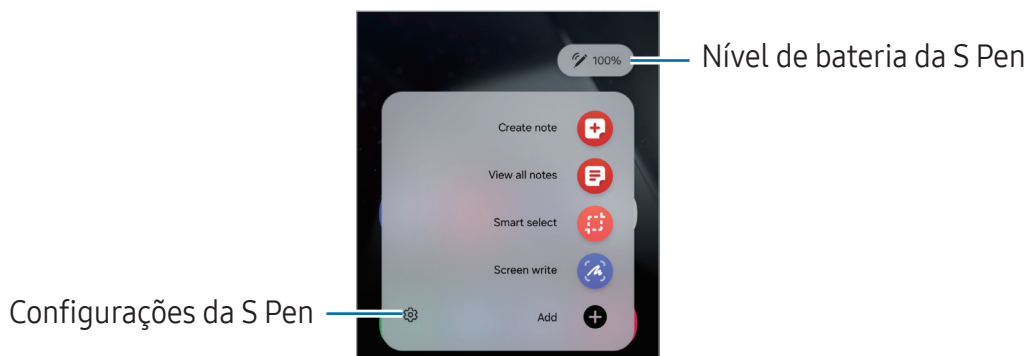 100%
Nível de bateria da S Pen
Create note
View all notes
Smart select
Screen write
Configurações da S Pen
Add